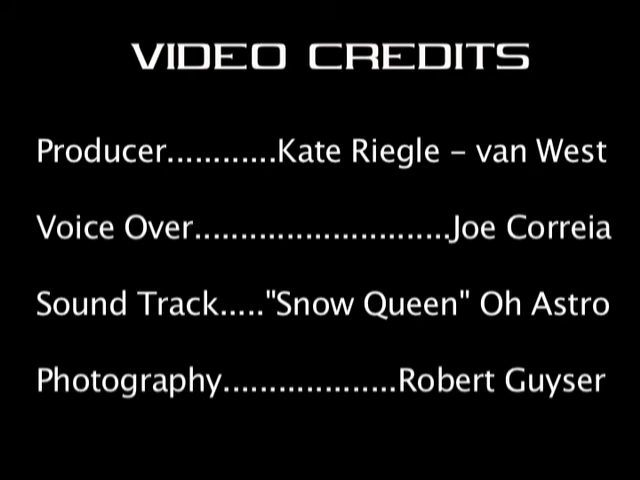 VIDEO CREDITS
Producer............Kate Riegle – van West
Voice Over............................Joe Correia
Sound Track....."Snow Queen" Oh Astro
Photography...................Robert Guyser